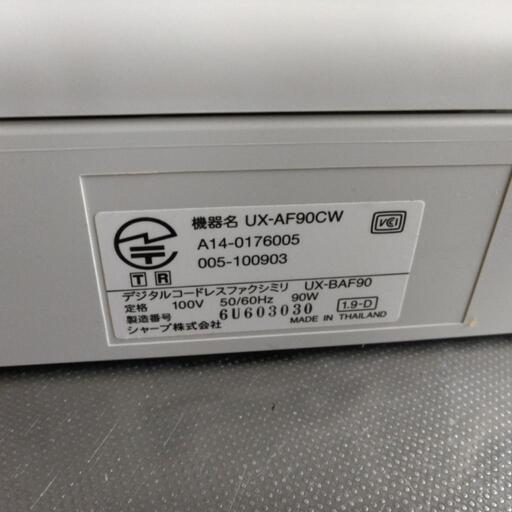 機器名 UX-AF90CW
VCCI
A14-0176005
005-100903
T R
デジタルコードレスファクシミリ UX-BAF90
定格 100V 50/60Hz 90W
1.9-D
製造番号 6U603030
シャープ株式会社 MADE IN THAILAND